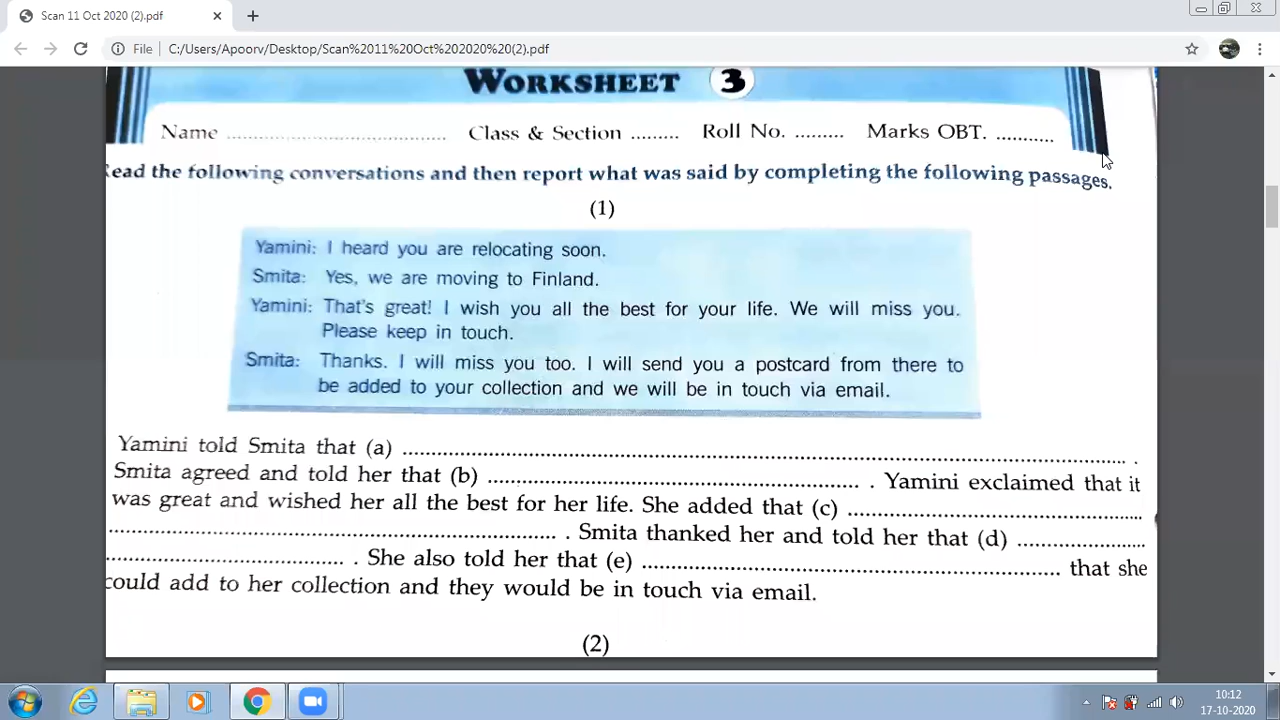 Scan 11 Oct 2020 (2).pdf
File C:/Users/Apoorv/Desktop/Scan%2011%20Oct%202020%20(2).pdf
WORKSHEET 3
Name .......... Class & Section ......... Roll No. ......... Marks OBT. ...........
ead the following conversations and then report what was said by completing the following passages.
(1)
Yamini: I heard you are relocating soon.
Smita: Yes, we are moving to Finland.
Yamini: That's great! I wish you all the best for your life. We will miss you.
Please keep in touch.
Smita: Thanks. I will miss you too. I will send you a postcard from there to
be added to your collection and we will be in touch via email.
Yamini told Smita that (a) .......... .
Smita agreed and told her that (b) .......... . Yamini exclaimed that it
was great and wished her all the best for her life. She added that (c) ..........
.......... . Smita thanked her and told her that (d) ..........
.......... . She also told her that (e) .......... that she
could add to her collection and they would be in touch via email.
(2)
10:12
17-10-2020